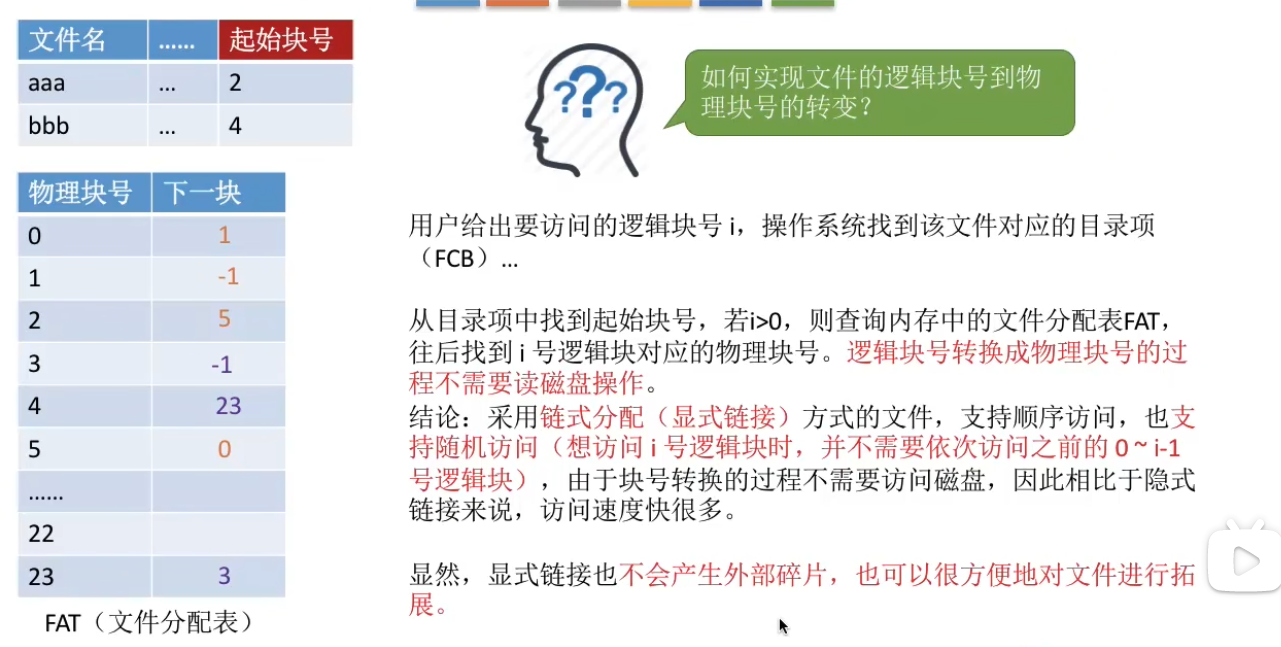 文件名 …… 起始块号
aaa ... 2
bbb ... 4
物理块号 下一块
0 1
1 -1
2 5
3 -1
4 23
5 0
……
22
23 3
FAT（文件分配表）
???
如何实现文件的逻辑块号到物
理块号的转变？
用户给出要访问的逻辑块号 i，操作系统找到该文件对应的目录项
（FCB）…
从目录项中找到起始块号，若i>0，则查询内存中的文件分配表FAT，
往后找到 i 号逻辑块对应的物理块号。逻辑块号转换成物理块号的过
程不需要读磁盘操作。
结论：采用链式分配（显式链接）方式的文件，支持顺序访问，也支
持随机访问（想访问 i 号逻辑块时，并不需要依次访问之前的 0 ~ i-1
号逻辑块），由于块号转换的过程不需要访问磁盘，因此相比于隐式
链接来说，访问速度快很多。
显然，显式链接也不会产生外部碎片，也可以很方便地对文件进行拓
展。